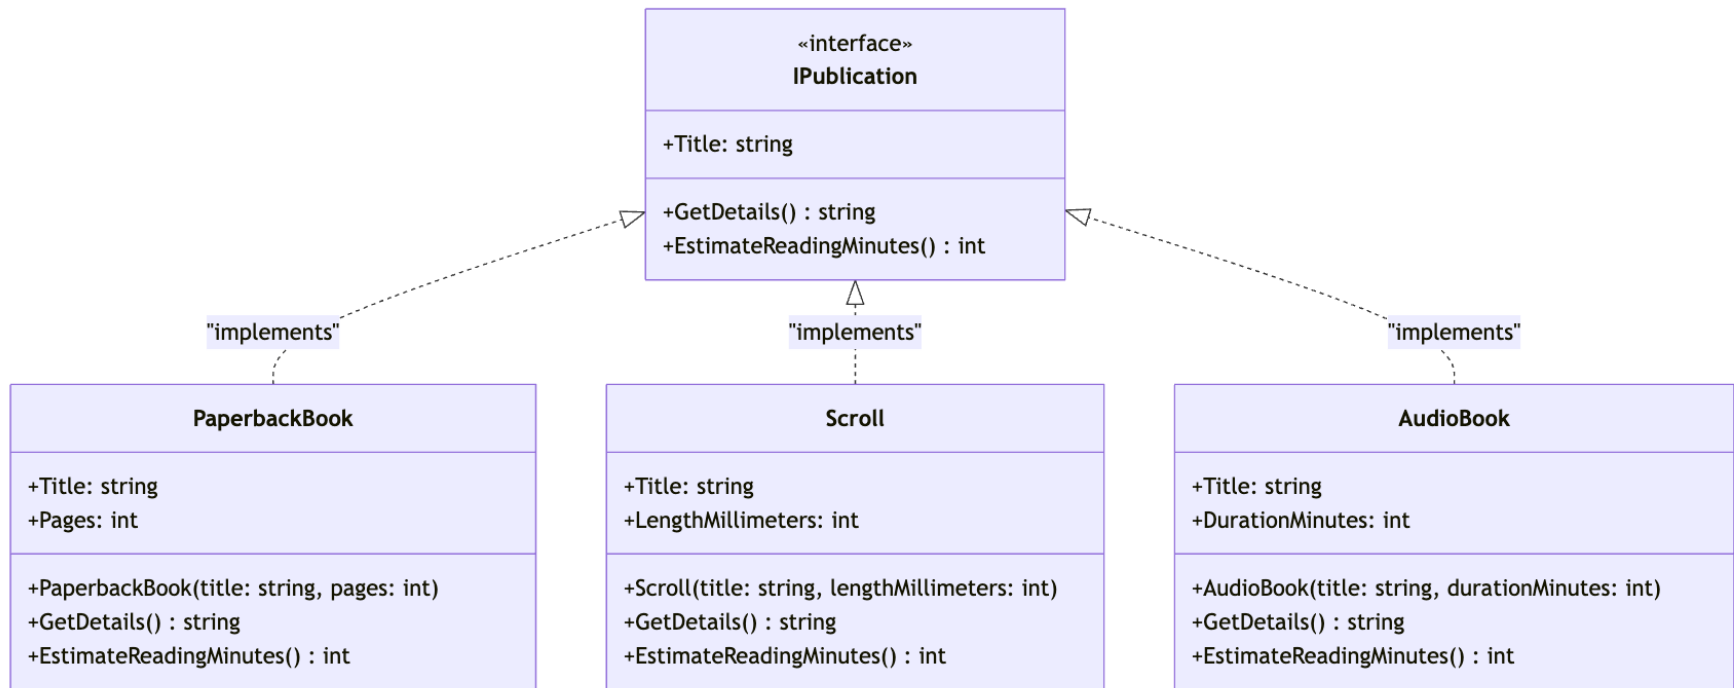 «interface»
IPublication
+Title: string
+GetDetails() : string
+EstimateReadingMinutes() : int
"implements"
"implements"
"implements"
PaperbackBook
+Title: string
+Pages: int
+PaperbackBook(title: string, pages: int)
+GetDetails() : string
+EstimateReadingMinutes() : int
Scroll
+Title: string
+LengthMillimeters: int
+Scroll(title: string, lengthMillimeters: int)
+GetDetails() : string
+EstimateReadingMinutes() : int
AudioBook
+Title: string
+DurationMinutes: int
+AudioBook(title: string, durationMinutes: int)
+GetDetails() : string
+EstimateReadingMinutes() : int